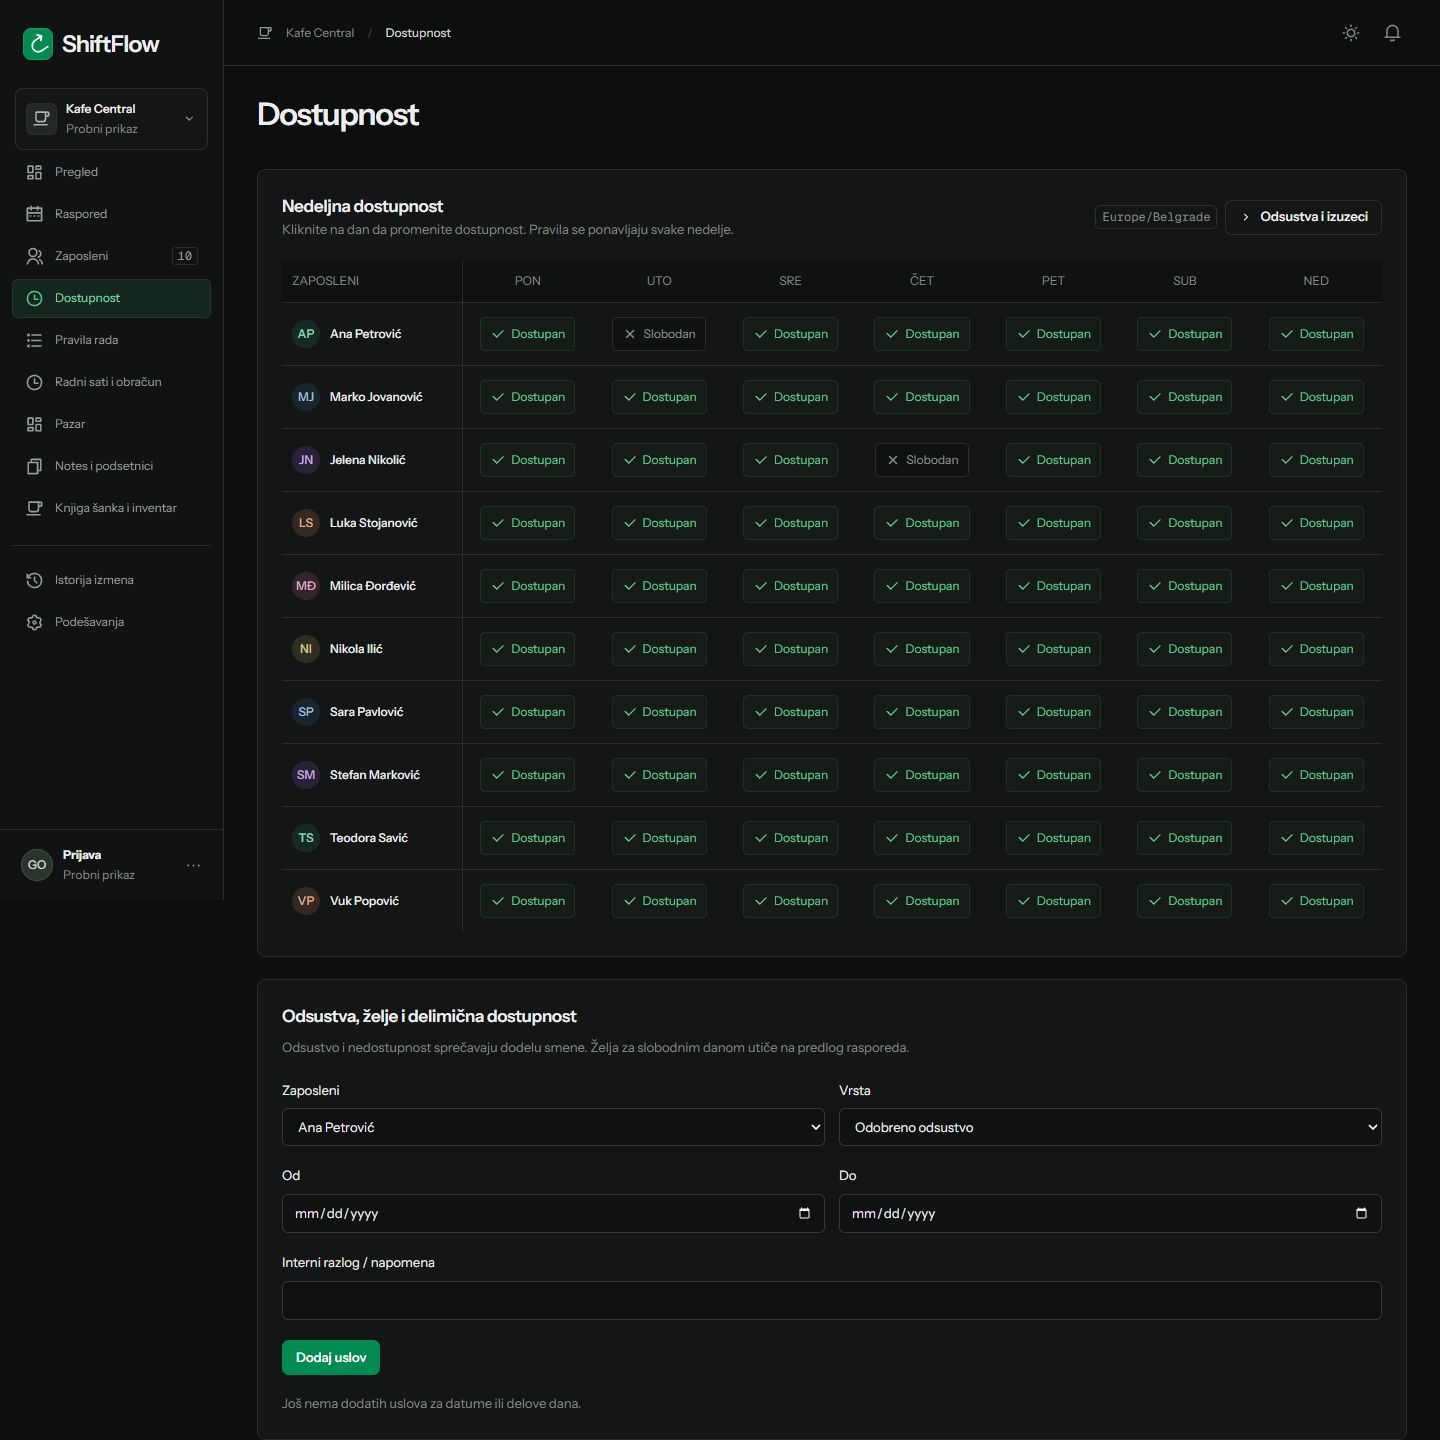 ShiftFlow
Kafe Central
Probni prikaz
Pregled
Raspored
Zaposleni 10
Dostupnost
Pravila rada
Radni sati i obračun
Pazar
Notes i podsetnici
Knjiga šanka i inventar
Istorija izmena
Podešavanja
GO Prijava
Probni prikaz
Kafe Central / Dostupnost
Dostupnost
Nedeljna dostupnost
Kliknite na dan da promenite dostupnost. Pravila se ponavljaju svake nedelje.
Europe/Belgrade Odsustva i izuzeci
ZAPOSLENI PON UTO SRE ČET PET SUB NED
AP Ana Petrović Dostupan Slobodan Dostupan Dostupan Dostupan Dostupan Dostupan
MJ Marko Jovanović Dostupan Dostupan Dostupan Dostupan Dostupan Dostupan Dostupan
JN Jelena Nikolić Dostupan Dostupan Dostupan Slobodan Dostupan Dostupan Dostupan
LS Luka Stojanović Dostupan Dostupan Dostupan Dostupan Dostupan Dostupan Dostupan
MĐ Milica Đorđević Dostupan Dostupan Dostupan Dostupan Dostupan Dostupan Dostupan
NI Nikola Ilić Dostupan Dostupan Dostupan Dostupan Dostupan Dostupan Dostupan
SP Sara Pavlović Dostupan Dostupan Dostupan Dostupan Dostupan Dostupan Dostupan
SM Stefan Marković Dostupan Dostupan Dostupan Dostupan Dostupan Dostupan Dostupan
TS Teodora Savić Dostupan Dostupan Dostupan Dostupan Dostupan Dostupan Dostupan
VP Vuk Popović Dostupan Dostupan Dostupan Dostupan Dostupan Dostupan Dostupan
Odsustva, želje i delimična dostupnost
Odsustvo i nedostupnost sprečavaju dodelu smene. Želja za slobodnim danom utiče na predlog rasporeda.
Zaposleni Vrsta
Ana Petrović Odobreno odsustvo
Od Do
mm/dd/yyyy mm/dd/yyyy
Interni razlog / napomena
Dodaj uslov
Još nema dodatih uslova za datume ili delove dana.